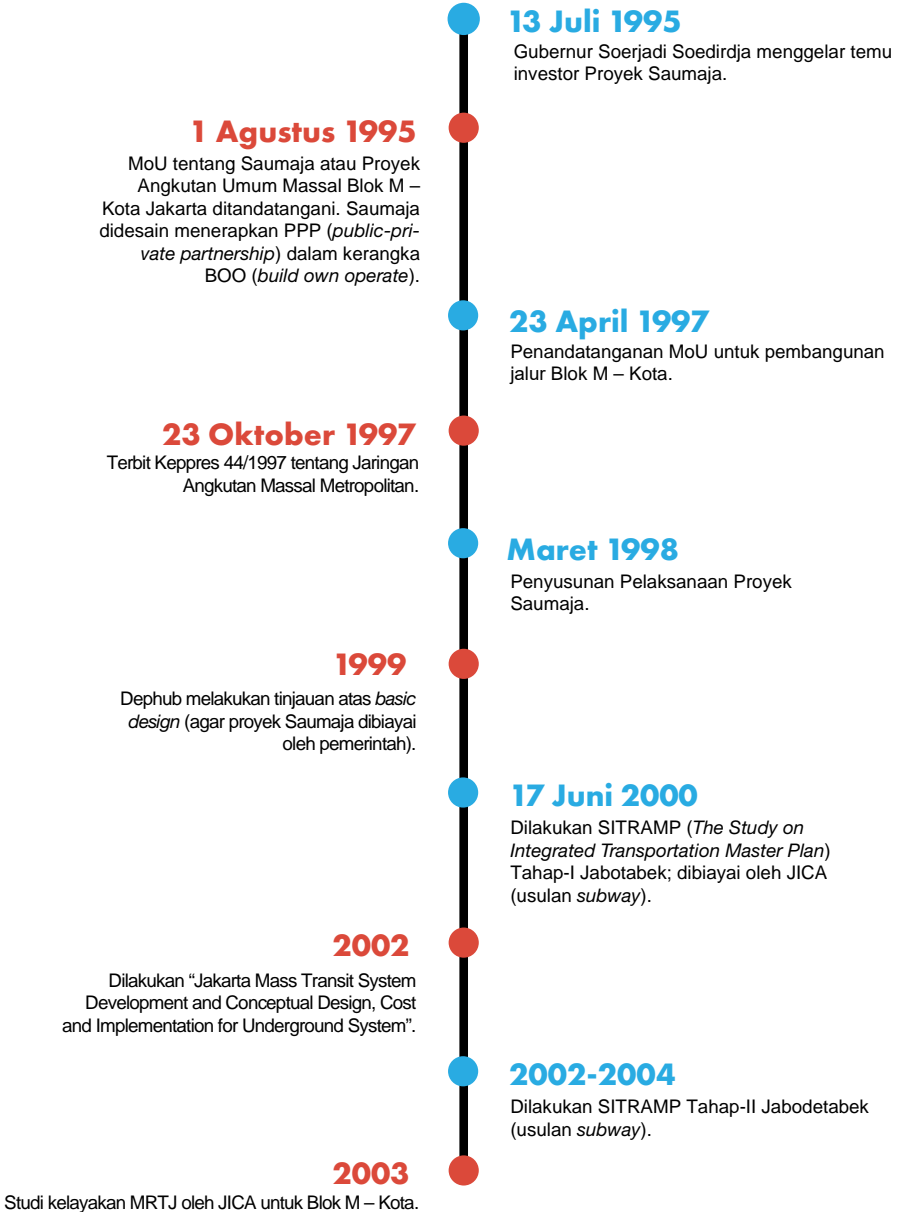 13 Juli 1995
Gubernur Soerjadi Soedirdja menggelar temu
investor Proyek Saumaja.
1 Agustus 1995
MoU tentang Saumaja atau Proyek
Angkutan Umum Massal Blok M –
Kota Jakarta ditandatangani. Saumaja
didesain menerapkan PPP (public-pri-
vate partnership) dalam kerangka
BOO (build own operate).
23 April 1997
Penandatanganan MoU untuk pembangunan
jalur Blok M – Kota.
23 Oktober 1997
Terbit Keppres 44/1997 tentang Jaringan
Angkutan Massal Metropolitan.
Maret 1998
Penyusunan Pelaksanaan Proyek
Saumaja.
1999
Dephub melakukan tinjauan atas basic
design (agar proyek Saumaja dibiayai
oleh pemerintah).
17 Juni 2000
Dilakukan SITRAMP (The Study on
Integrated Transportation Master Plan)
Tahap-I Jabotabek; dibiayai oleh JICA
(usulan subway).
2002
Dilakukan “Jakarta Mass Transit System
Development and Conceptual Design, Cost
and Implementation for Underground System”.
2002-2004
Dilakukan SITRAMP Tahap-II Jabodetabek
(usulan subway).
2003
Studi kelayakan MRTJ oleh JICA untuk Blok M – Kota.